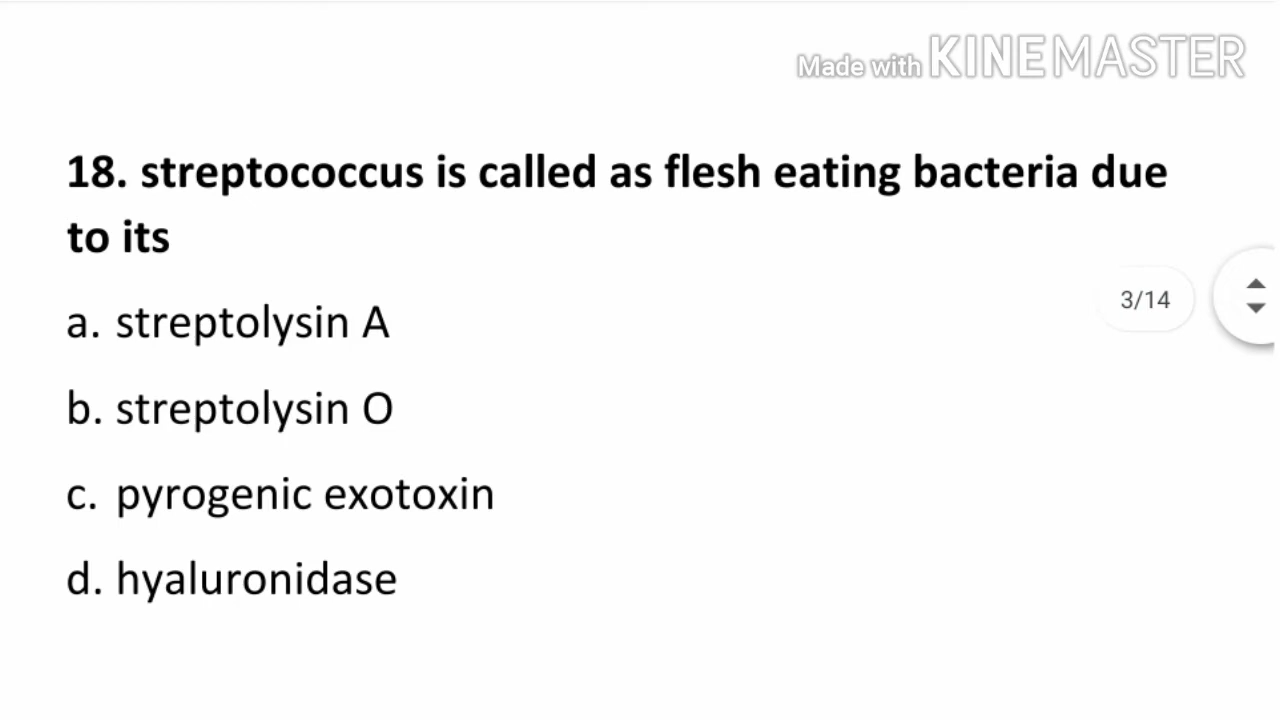 Made with KINEMASTER
18. streptococcus is called as flesh eating bacteria due
to its
3/14
a. streptolysin A
b. streptolysin O
c. pyrogenic exotoxin
d. hyaluronidase